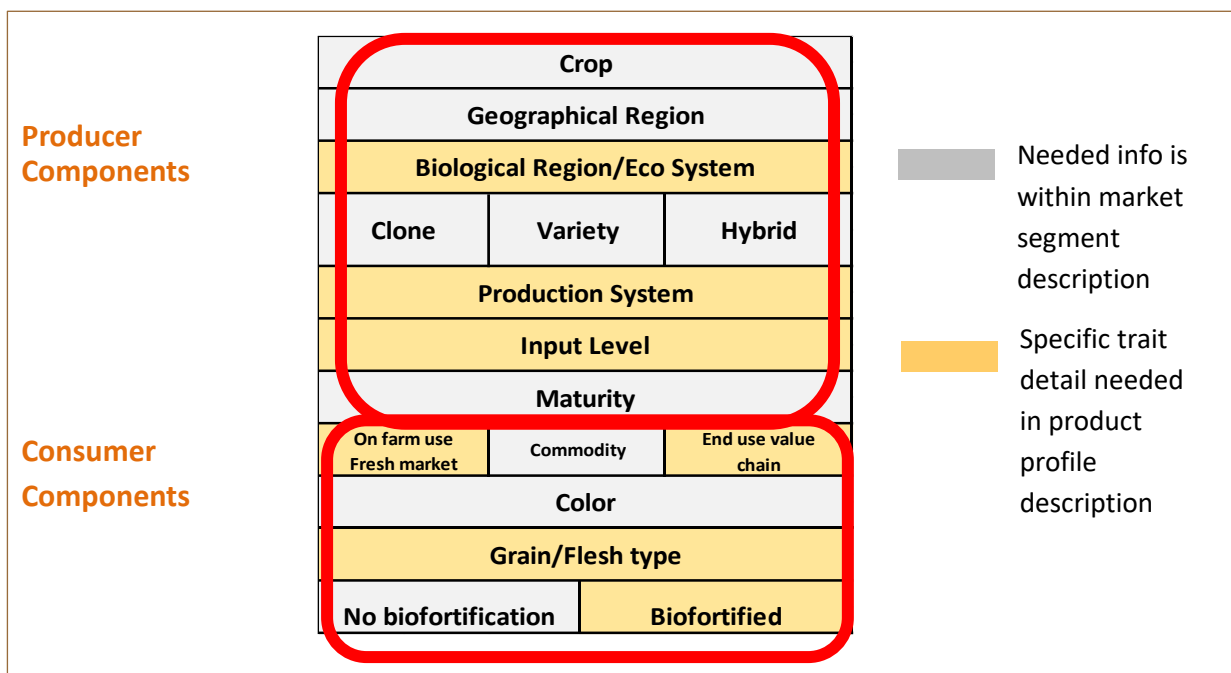 Producer
Components
Crop
Geographical Region
Biological Region/Eco System
Clone
Variety
Hybrid
Production System
Input Level
Maturity
Consumer
Components
On farm use
Fresh market
Commodity
End use value
chain
Color
Grain/Flesh type
No biofortification
Biofortified
Needed info is
within market
segment
description
Specific trait
detail needed
in product
profile
description